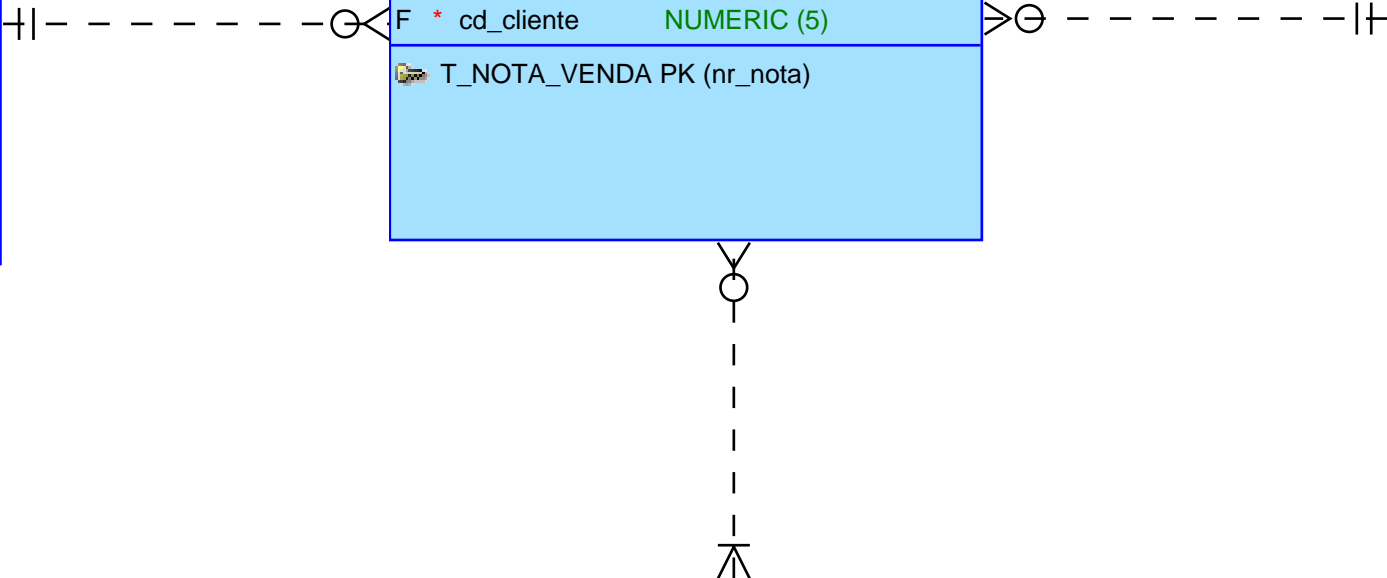 F * cd_cliente NUMERIC (5)
T_NOTA_VENDA PK (nr_nota)